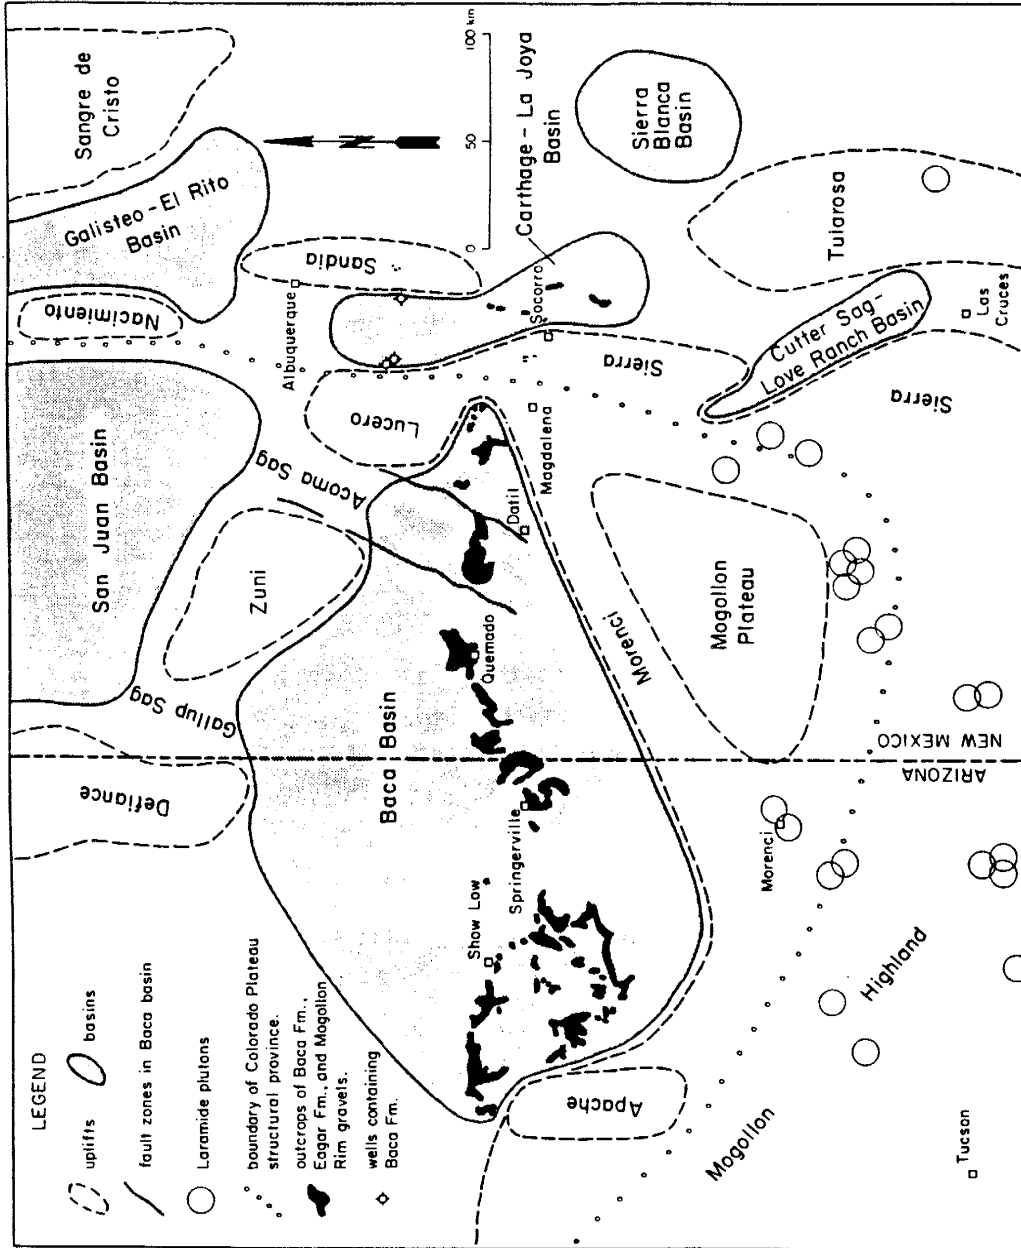 LEGEND
uplifts
basins
fault zones in Baca basin
Laramide plutons
boundary of Colorado Plateau
structural province.
outcrops of Baca Fm.,
Eagar Fm., and Mogollon
Rim gravels.
wells containing
Baca Fm.
Defiance
Gallup Sag
San Juan Basin
Zuni
Acoma Sag
Nacimiento
Galisteo-El Rito
Basin
Sangre de
Cristo
N
Albuquerque
Sandia
Lucero
0
50
100 km
Baca Basin
Show Low
Springerville
Quemado
Datil
Magdalena
Socorro
Carthage - La Joya
Basin
Sierra
Blanca
Basin
Apache
Morenci
Mogollon
Plateau
Sierra
Cutter Sag-
Love Ranch Basin
Tularosa
Las
Cruces
Sierra
Morenci
Mogollon
Highland
Tucson
ARIZONA
NEW MEXICO